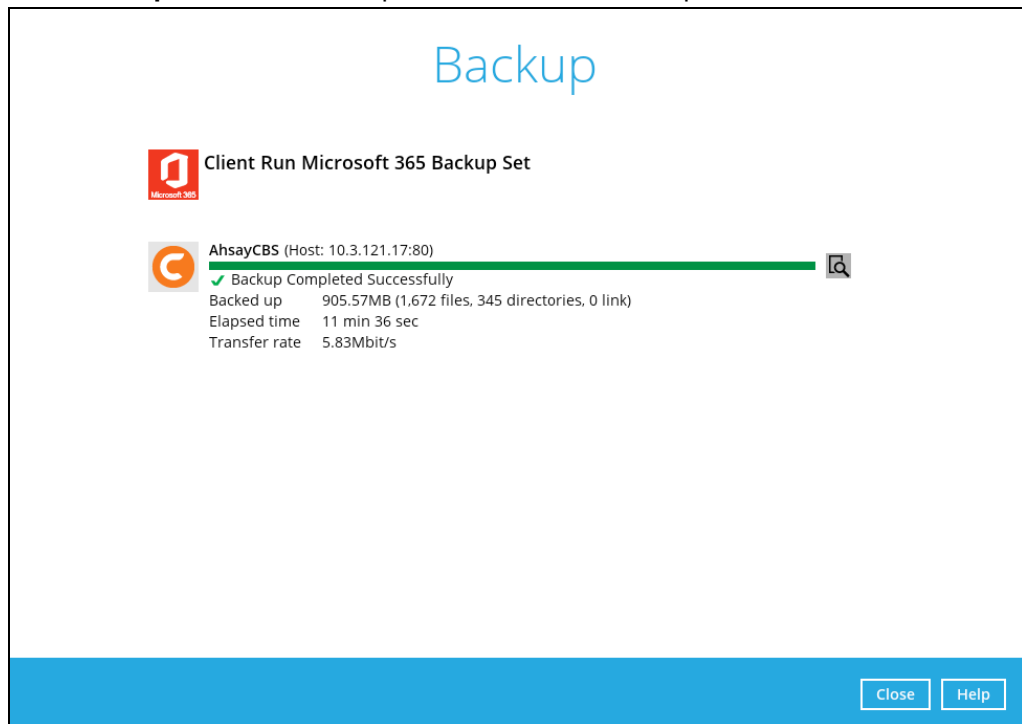 Backup
Client Run Microsoft 365 Backup Set
Microsoft 365
AhsayCBS (Host: 10.3.121.17:80)
Backup Completed Successfully
Backed up 905.57MB (1,672 files, 345 directories, 0 link)
Elapsed time 11 min 36 sec
Transfer rate 5.83Mbit/s
Close Help